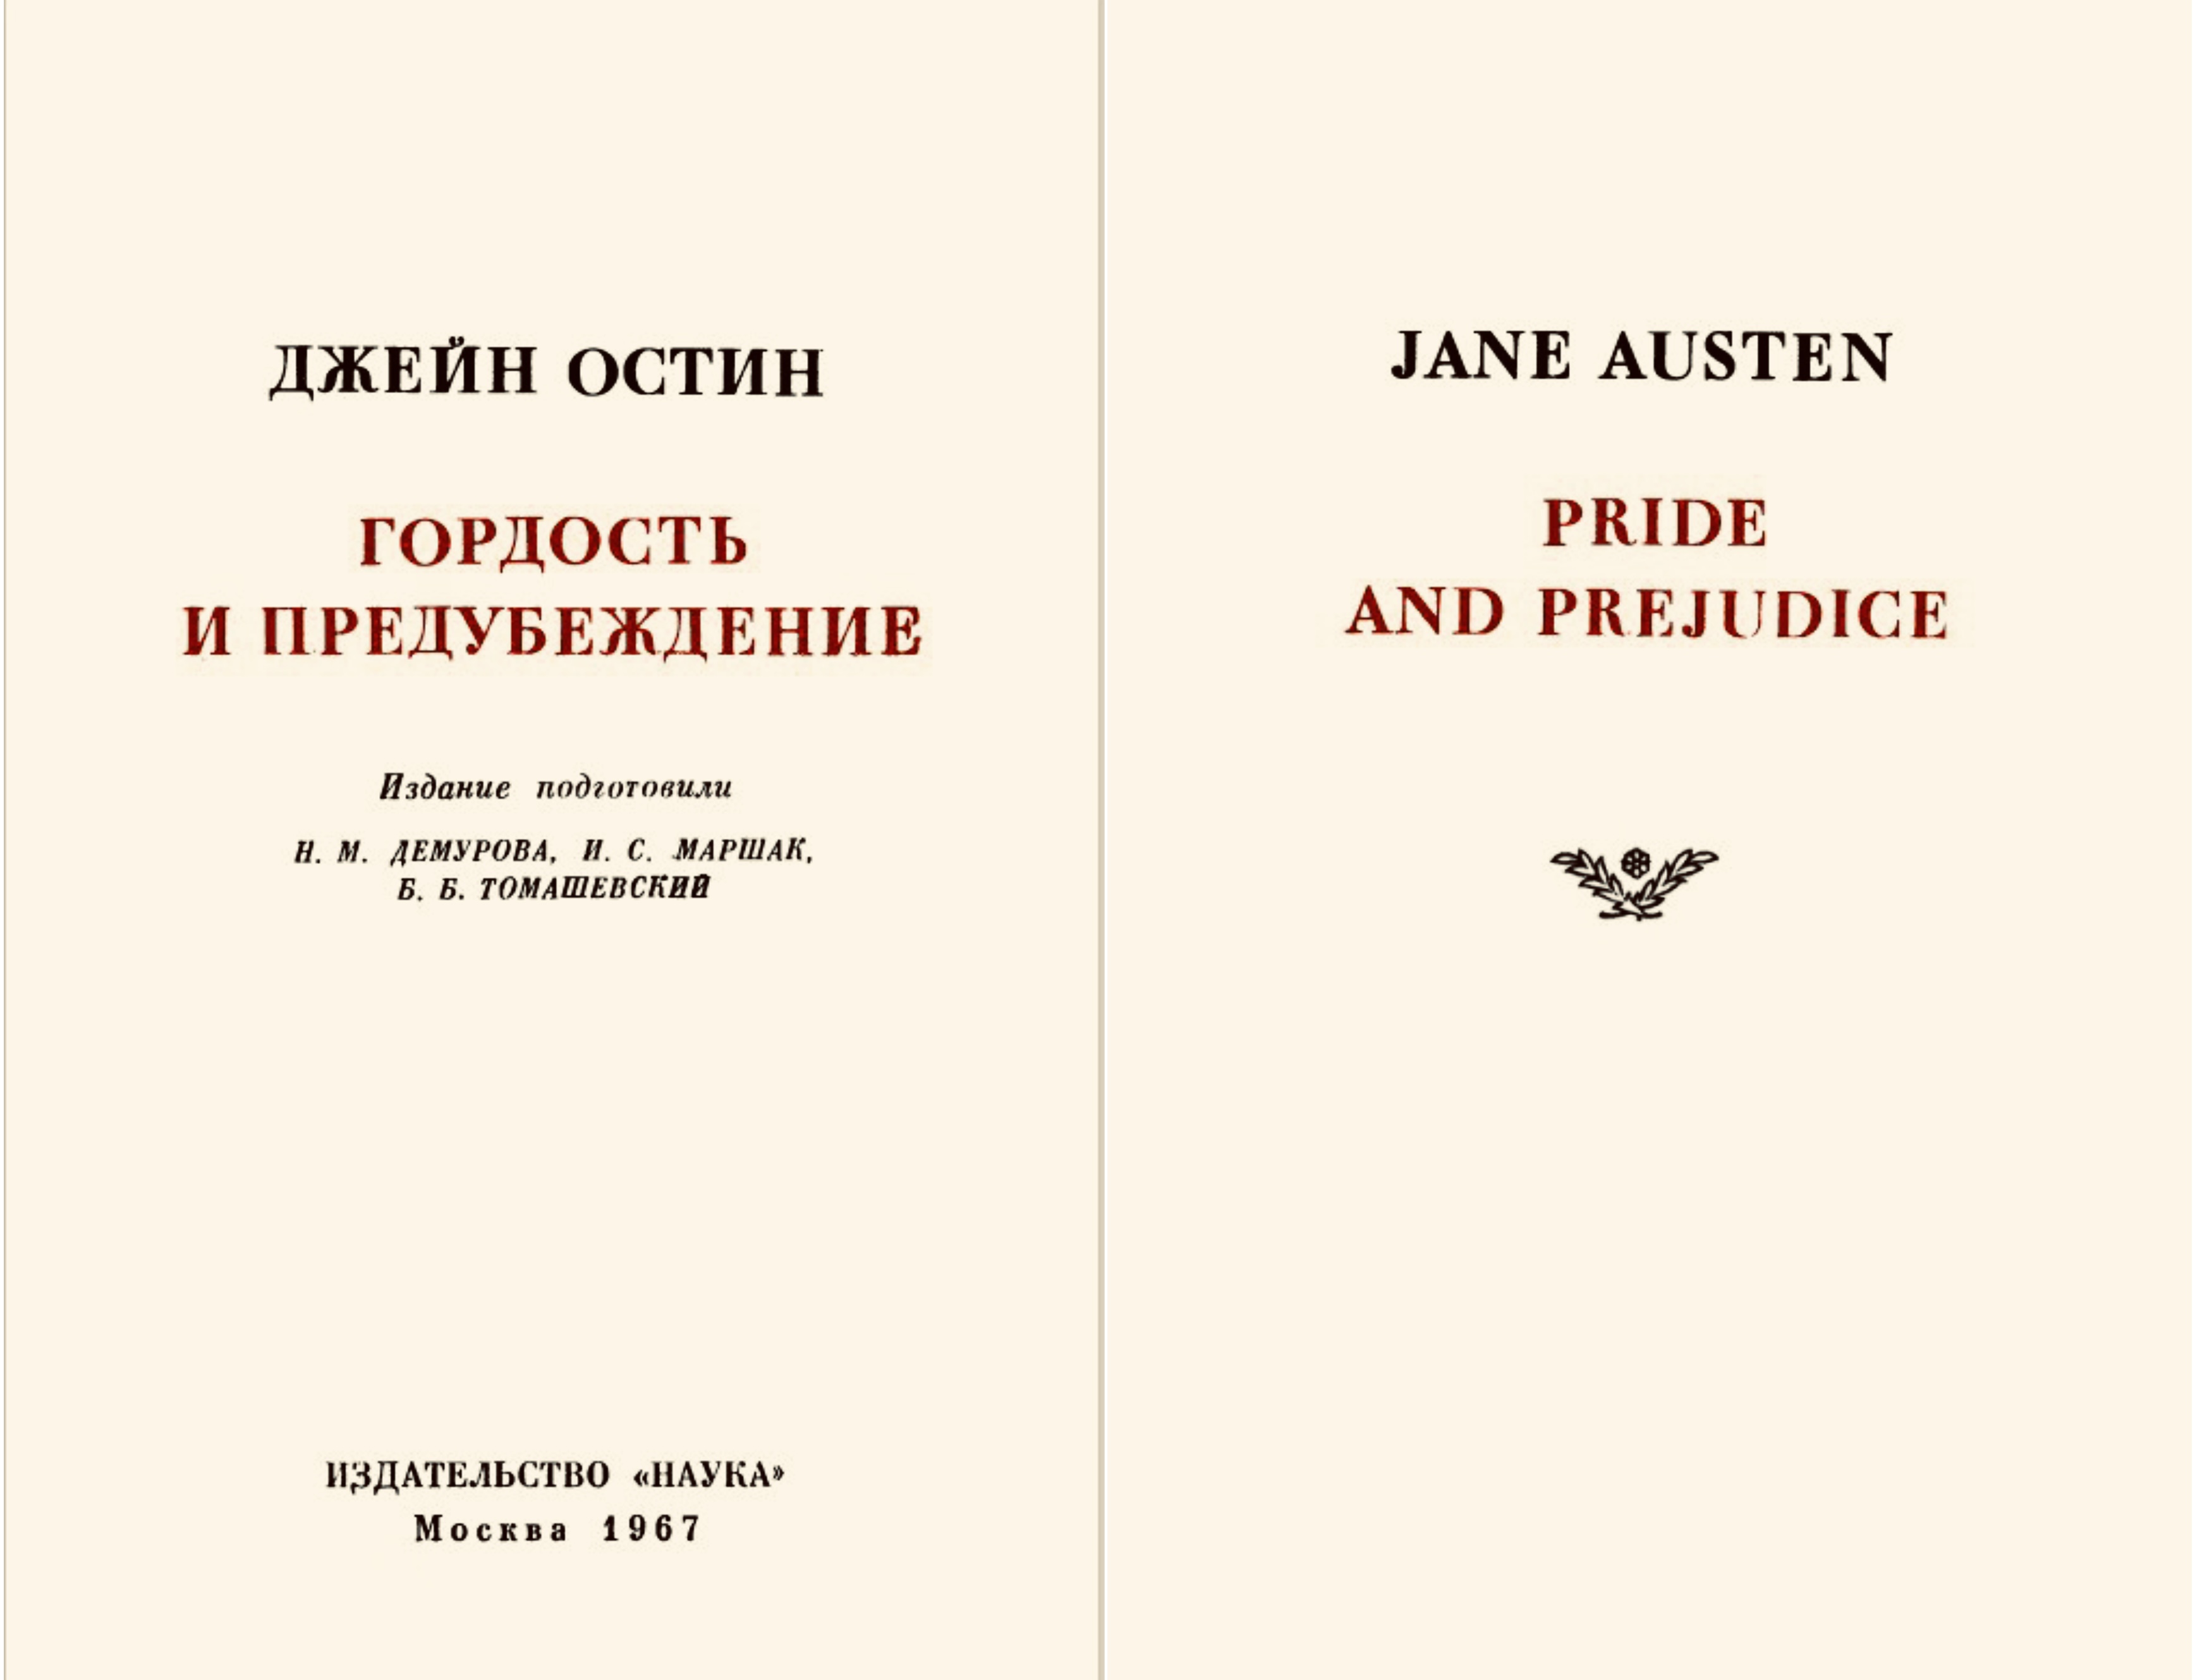 ДЖЕЙН ОСТИН
ГОРДОСТЬ
И ПРЕДУБЕЖДЕНИЕ
Издание подготовили
Н. М. ДЕМУРОВА, И. С. МАРШАК,
Б. Б. ТОМАШЕВСКИЙ
ИЗДАТЕЛЬСТВО «НАУКА»
Москва 1967
JANE AUSTEN
PRIDE
AND PREJUDICE